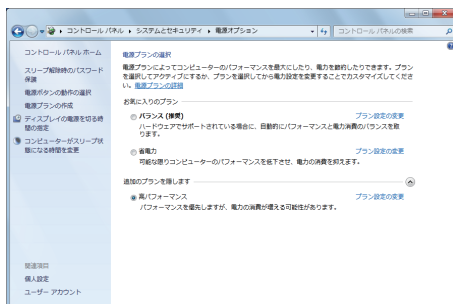 コントロール パネル ▸ システムとセキュリティ ▸ 電源オプション
コントロール パネルの検索
コントロール パネル ホーム
スリープ解除時のパスワード
保護
電源ボタンの動作の選択
電源プランの作成
ディスプレイの電源を切る時
間の指定
コンピューターがスリープ状
態になる時間を変更
関連項目
個人設定
ユーザー アカウント
電源プランの選択
電源プランによってコンピューターのパフォーマンスを最大にしたり、電力を節約したりできます。プラン
を選択してアクティブにするか、プランを選択してから電力設定を変更することでカスタマイズしてくださ
い。電源プランの詳細
お気に入りのプラン
バランス (推奨) プラン設定の変更
ハードウェアでサポートされている場合に、自動的にパフォーマンスと電力消費のバランスを取
ります。
省電力 プラン設定の変更
可能な限りコンピューターのパフォーマンスを低下させ、電力の消費を抑えます。
追加のプランを隠します
高パフォーマンス プラン設定の変更
パフォーマンスを優先しますが、電力の消費が増える可能性があります。